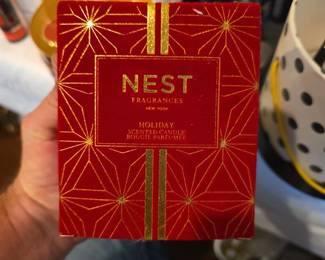 NEST
FRAGRANCES
NEW YORK
HOLIDAY
SCENTED CANDLE
BOUGIE PARFUMÉE